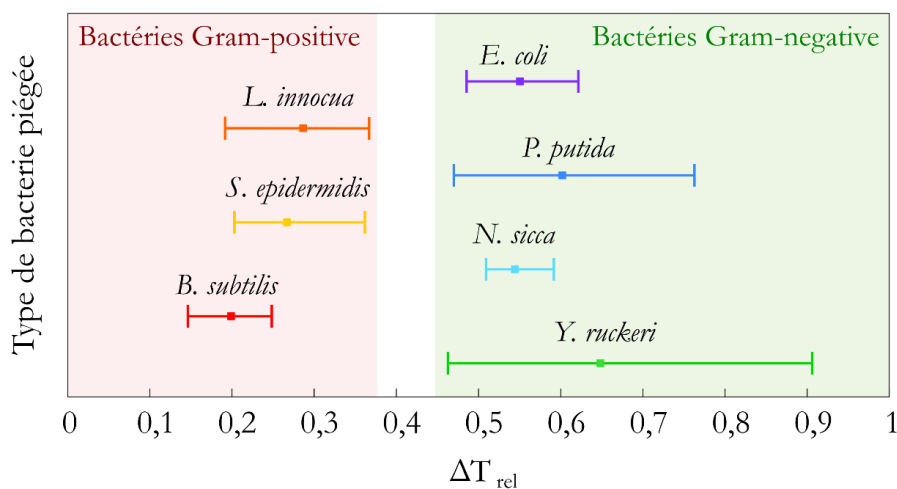 Bactéries Gram-positive
Bactéries Gram-negative
E. coli
L. innocua
P. putida
S. epidermidis
N. sicca
B. subtilis
Y. ruckeri
Type de bacterie piégée
0 0,1 0,2 0,3 0,4 0,5 0,6 0,7 0,8 0,9 1
ΔT rel